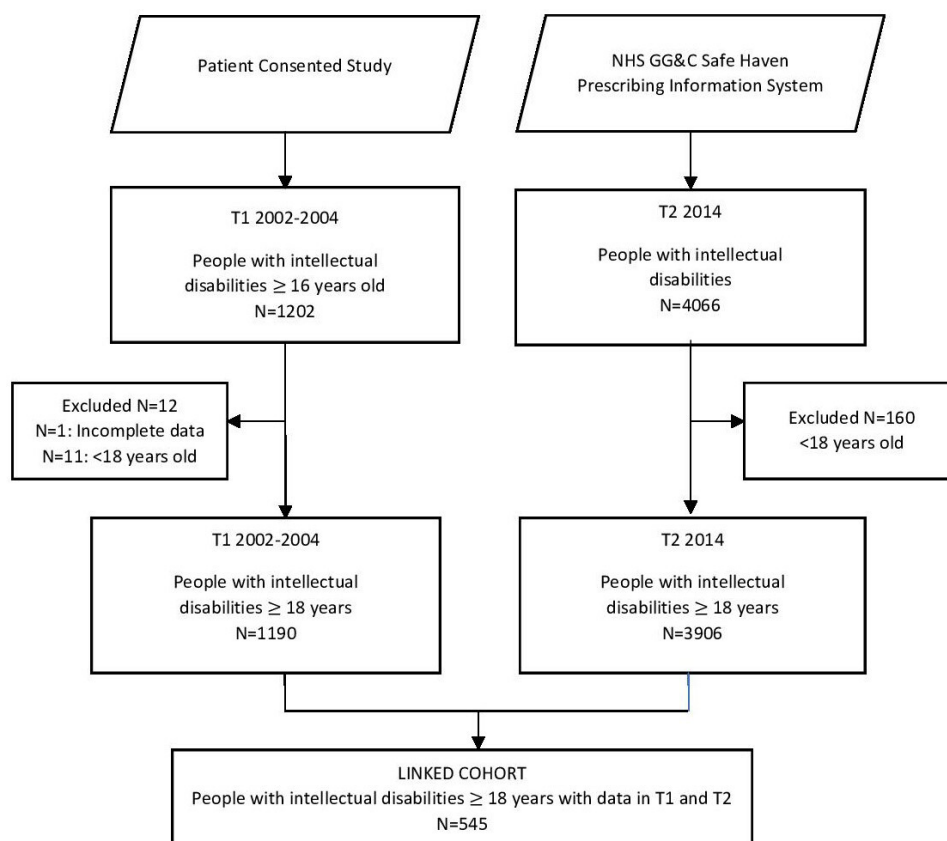 Patient Consented Study
NHS GG&C Safe Haven
Prescribing Information System
T1 2002-2004
People with intellectual
disabilities ≥ 16 years old
N=1202
T2 2014
People with intellectual
disabilities
N=4066
Excluded N=12
N=1: Incomplete data
N=11: <18 years old
Excluded N=160
<18 years old
T1 2002-2004
People with intellectual
disabilities ≥ 18 years
N=1190
T2 2014
People with intellectual
disabilities ≥ 18 years
N=3906
LINKED COHORT
People with intellectual disabilities ≥ 18 years with data in T1 and T2
N=545